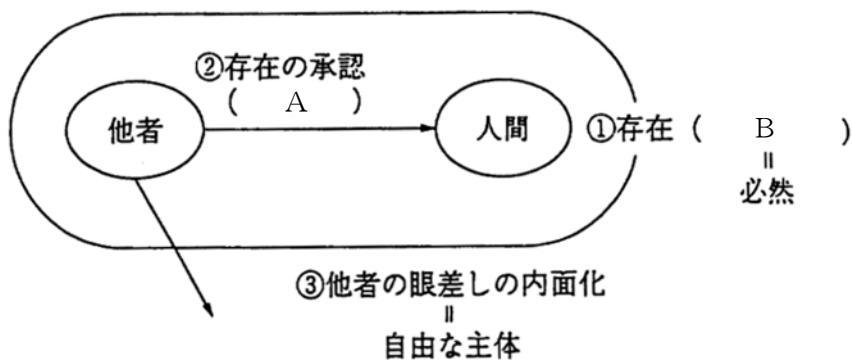 ②存在の承認
( A )
他者
人間
①存在 ( B )
॥
必然
③他者の眼差しの内面化
॥
自由な主体